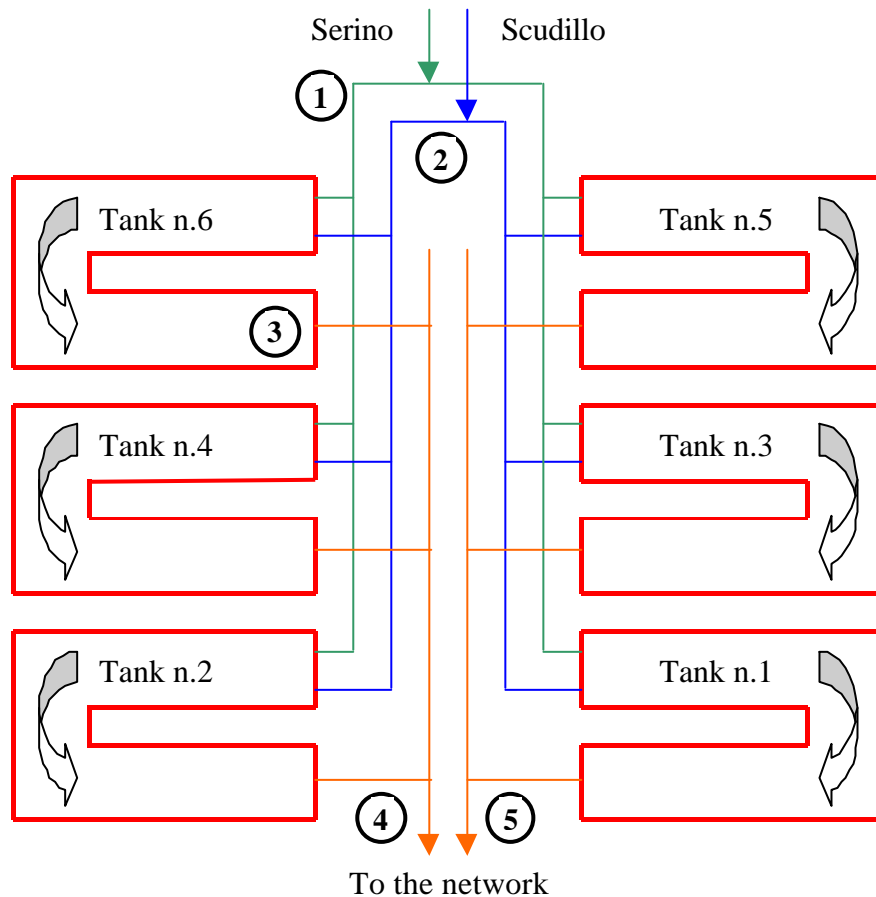 Serino Scudillo
1
2
Tank n.6 Tank n.5
3
Tank n.4 Tank n.3
Tank n.2 Tank n.1
4 5
To the network